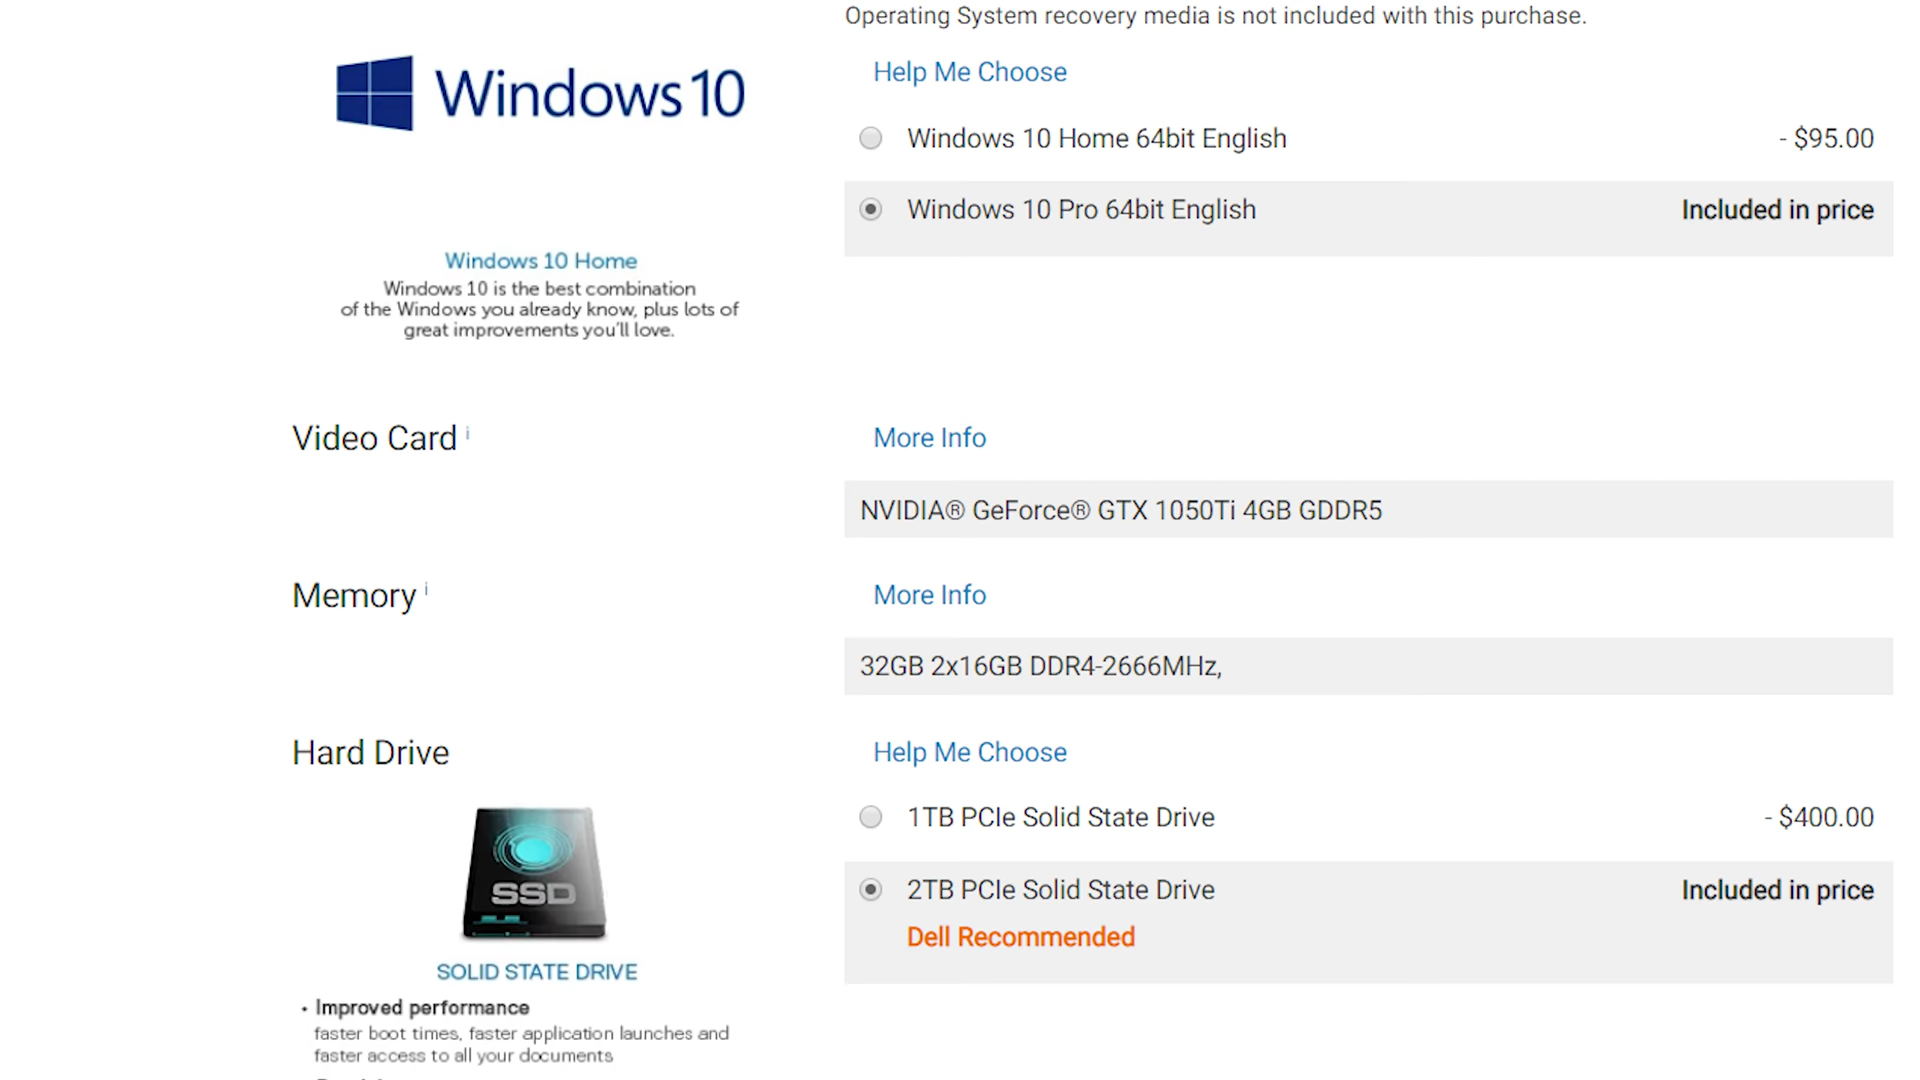 Operating System recovery media is not included with this purchase.
Windows 10
Help Me Choose
Windows 10 Home 64bit English - $95.00
Windows 10 Pro 64bit English Included in price
Windows 10 Home
Windows 10 is the best combination
of the Windows you already know, plus lots of
great improvements you'll love.
Video Card i More Info
NVIDIA® GeForce® GTX 1050Ti 4GB GDDR5
Memory i More Info
32GB 2x16GB DDR4-2666MHz,
Hard Drive Help Me Choose
1TB PCIe Solid State Drive - $400.00
2TB PCIe Solid State Drive Included in price
Dell Recommended
SSD
SOLID STATE DRIVE
• Improved performance
faster boot times, faster application launches and
faster access to all your documents